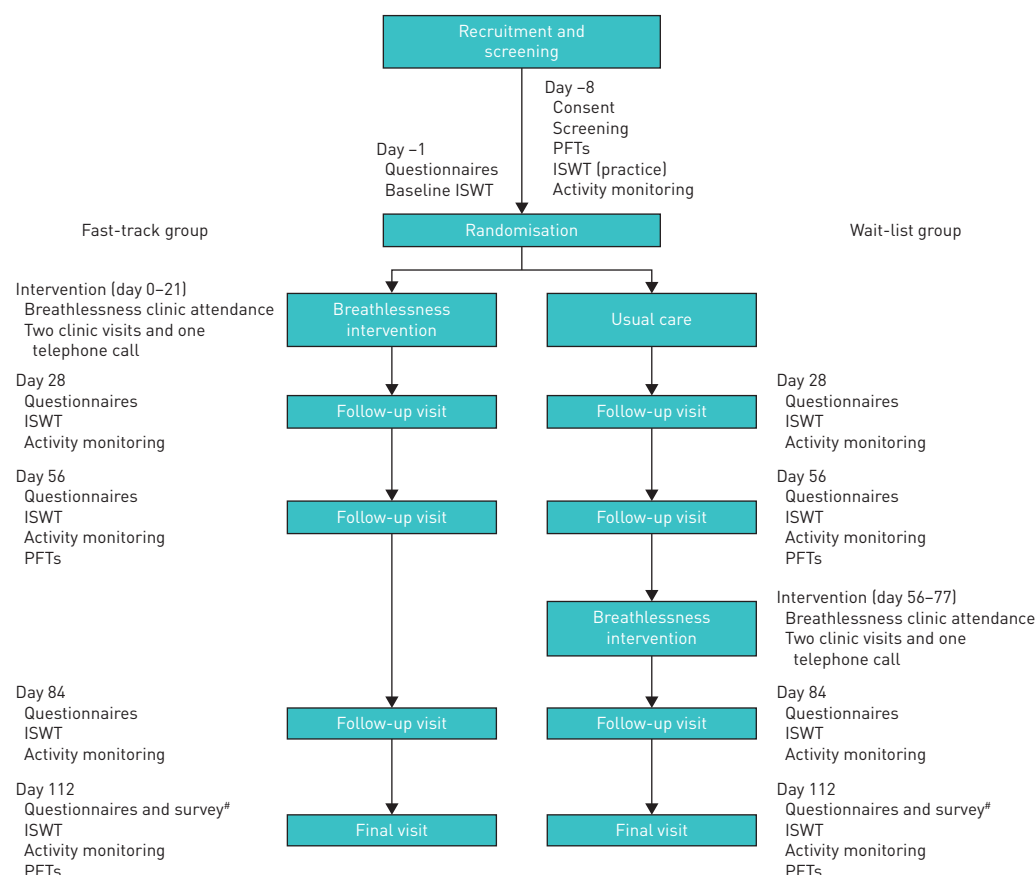 Recruitment and
screening
Day –8
Consent
Screening
PFTs
ISWT (practice)
Activity monitoring
Day –1
Questionnaires
Baseline ISWT
Fast-track group
Randomisation
Wait-list group
Intervention (day 0–21)
Breathlessness clinic attendance
Two clinic visits and one
telephone call
Breathlessness
intervention
Usual care
Day 28
Questionnaires
ISWT
Activity monitoring
Follow-up visit
Follow-up visit
Day 28
Questionnaires
ISWT
Activity monitoring
Day 56
Questionnaires
ISWT
Activity monitoring
PFTs
Follow-up visit
Follow-up visit
Day 56
Questionnaires
ISWT
Activity monitoring
PFTs
Breathlessness
intervention
Intervention (day 56–77)
Breathlessness clinic attendance
Two clinic visits and one
telephone call
Day 84
Questionnaires
ISWT
Activity monitoring
Follow-up visit
Follow-up visit
Day 84
Questionnaires
ISWT
Activity monitoring
Day 112
Questionnaires and survey#
ISWT
Activity monitoring
PFTs
Final visit
Final visit
Day 112
Questionnaires and survey#
ISWT
Activity monitoring
PFTs